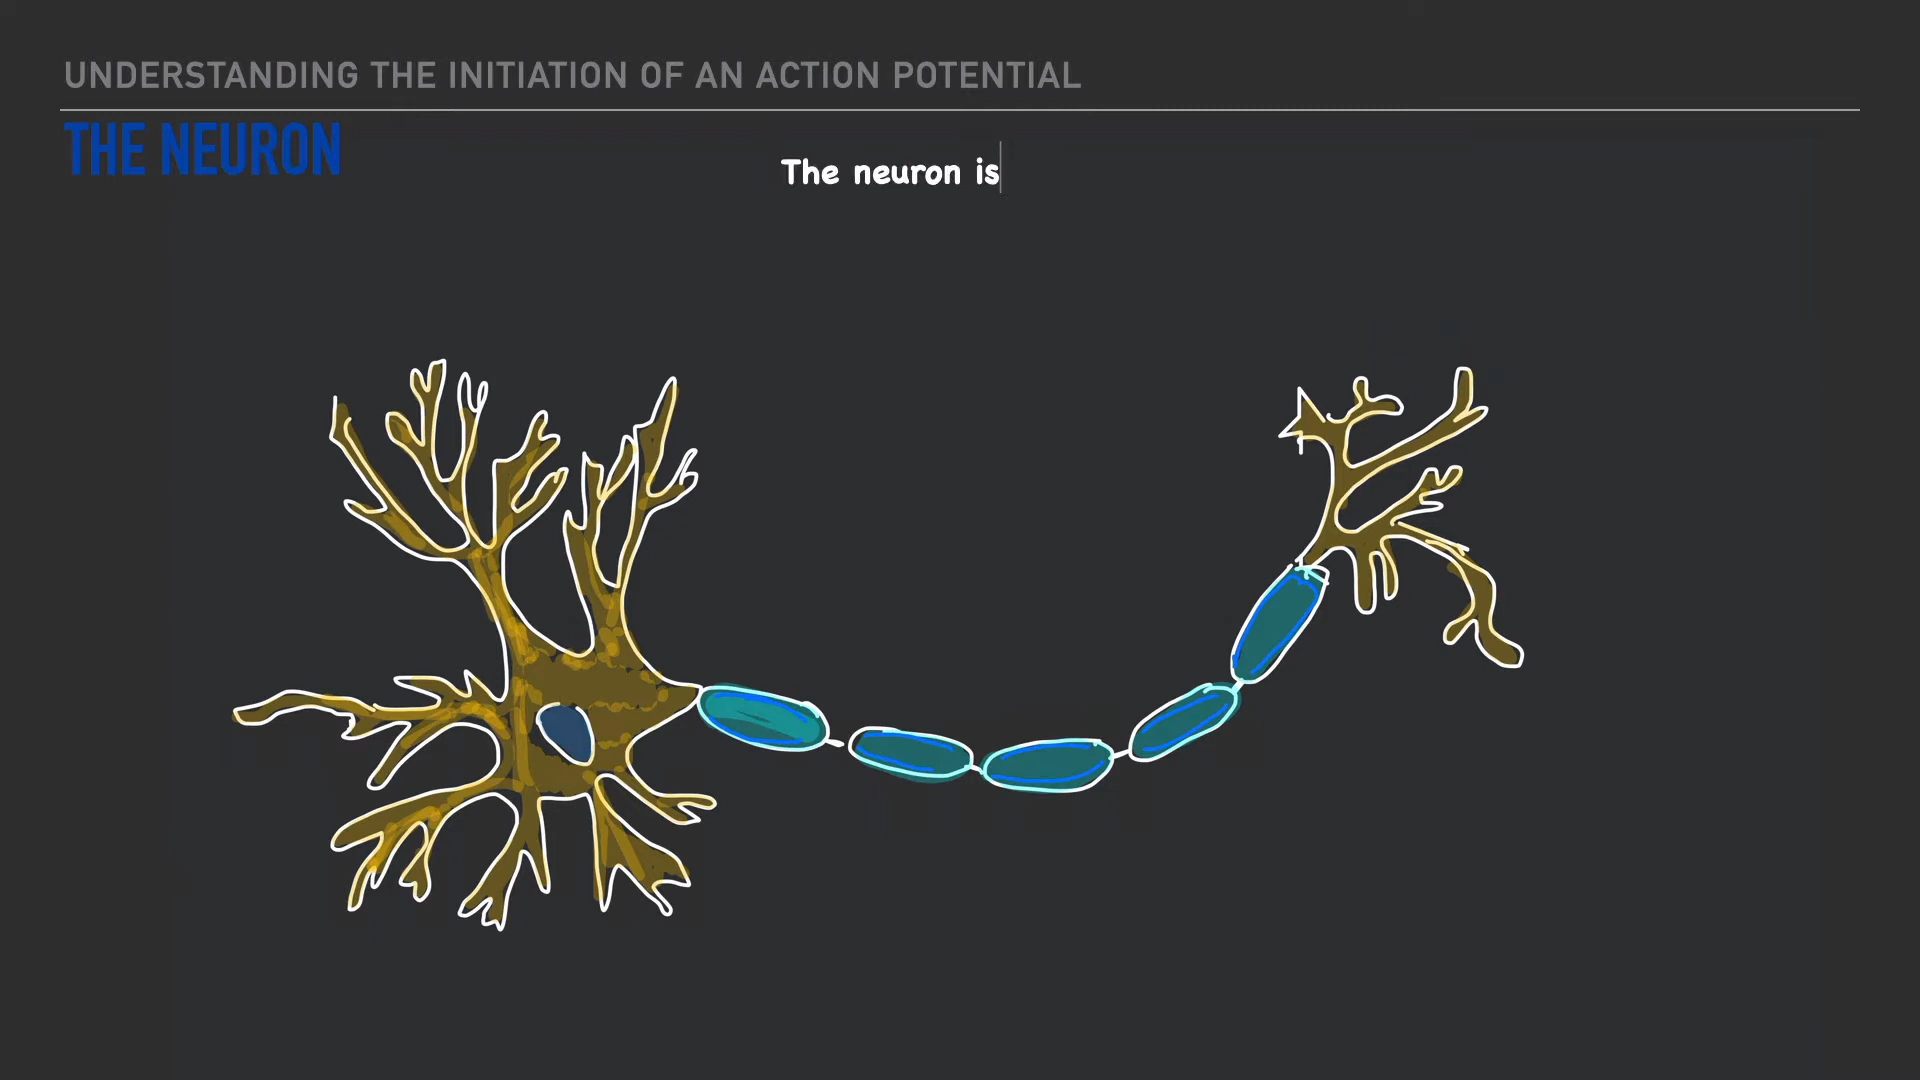 UNDERSTANDING THE INITIATION OF AN ACTION POTENTIAL
THE NEURON
The neuron is